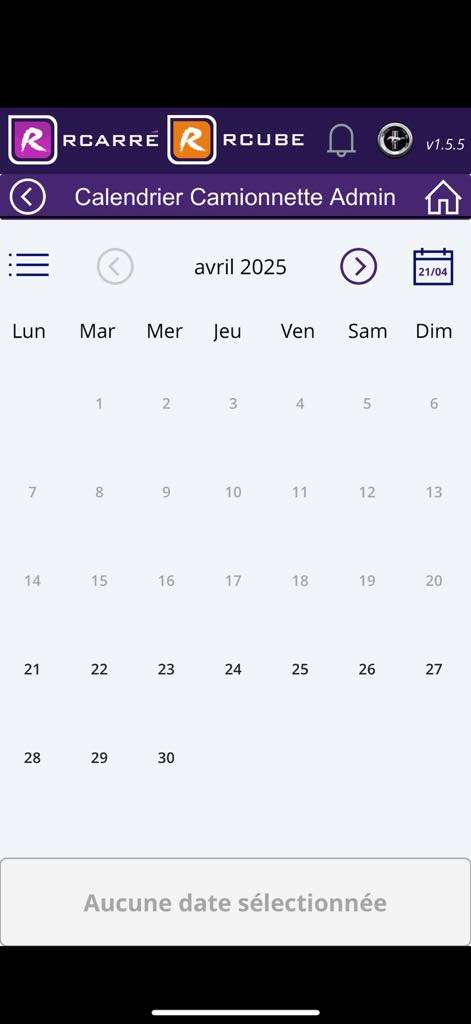 RCARRÉ RCUBE v1.5.5
Calendrier Camionnette Admin
avril 2025 21/04
Lun Mar Mer Jeu Ven Sam Dim
1 2 3 4 5 6
7 8 9 10 11 12 13
14 15 16 17 18 19 20
21 22 23 24 25 26 27
28 29 30
Aucune date sélectionnée